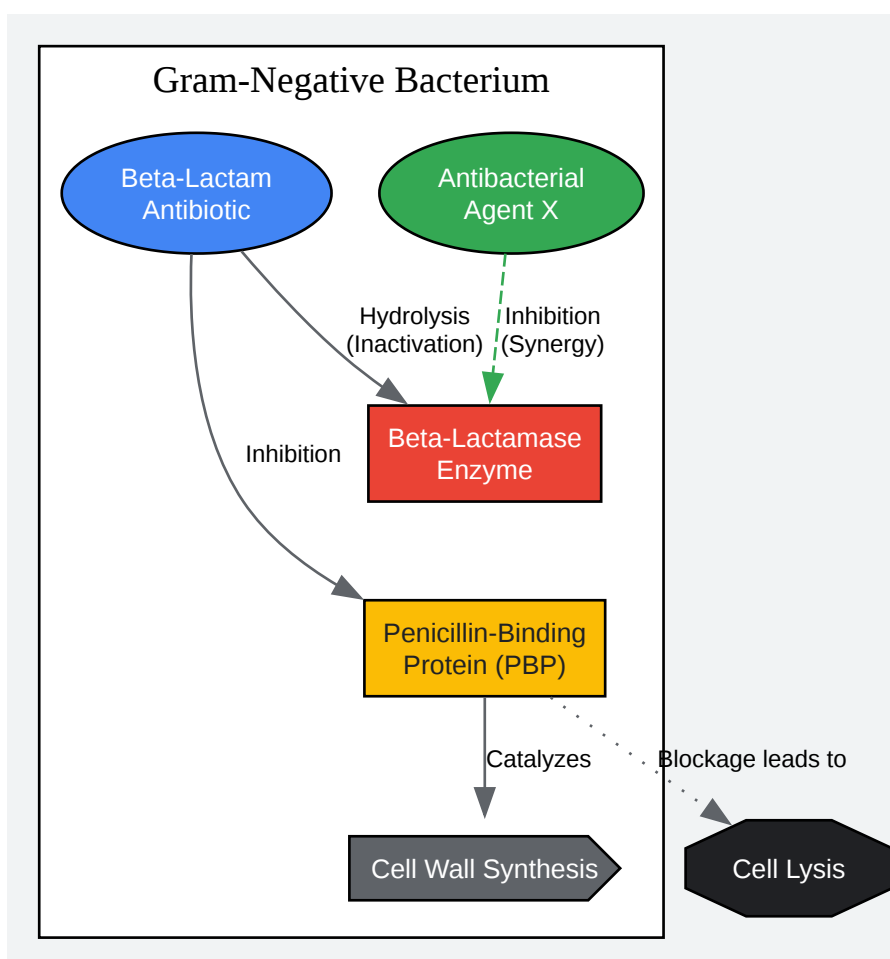 Gram-Negative Bacterium
Beta-Lactam
Antibiotic
Antibacterial
Agent X
Hydrolysis
(Inactivation)
Inhibition
(Synergy)
Beta-Lactamase
Enzyme
Inhibition
Penicillin-Binding
Protein (PBP)
Catalyzes
Blockage leads to
Cell Wall Synthesis
Cell Lysis